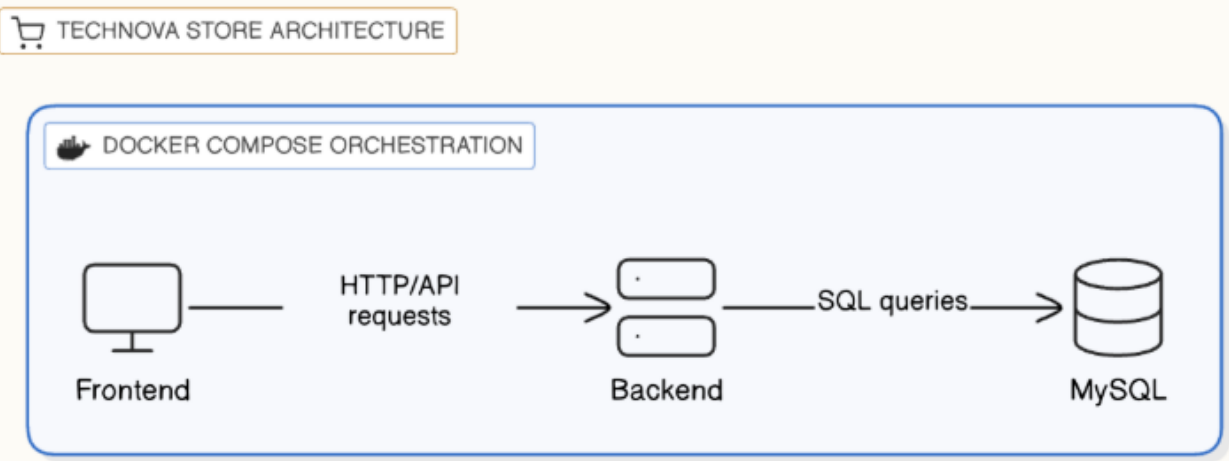 TECHNOVA STORE ARCHITECTURE
DOCKER COMPOSE ORCHESTRATION
HTTP/API
requests
SQL queries
Frontend
Backend
MySQL